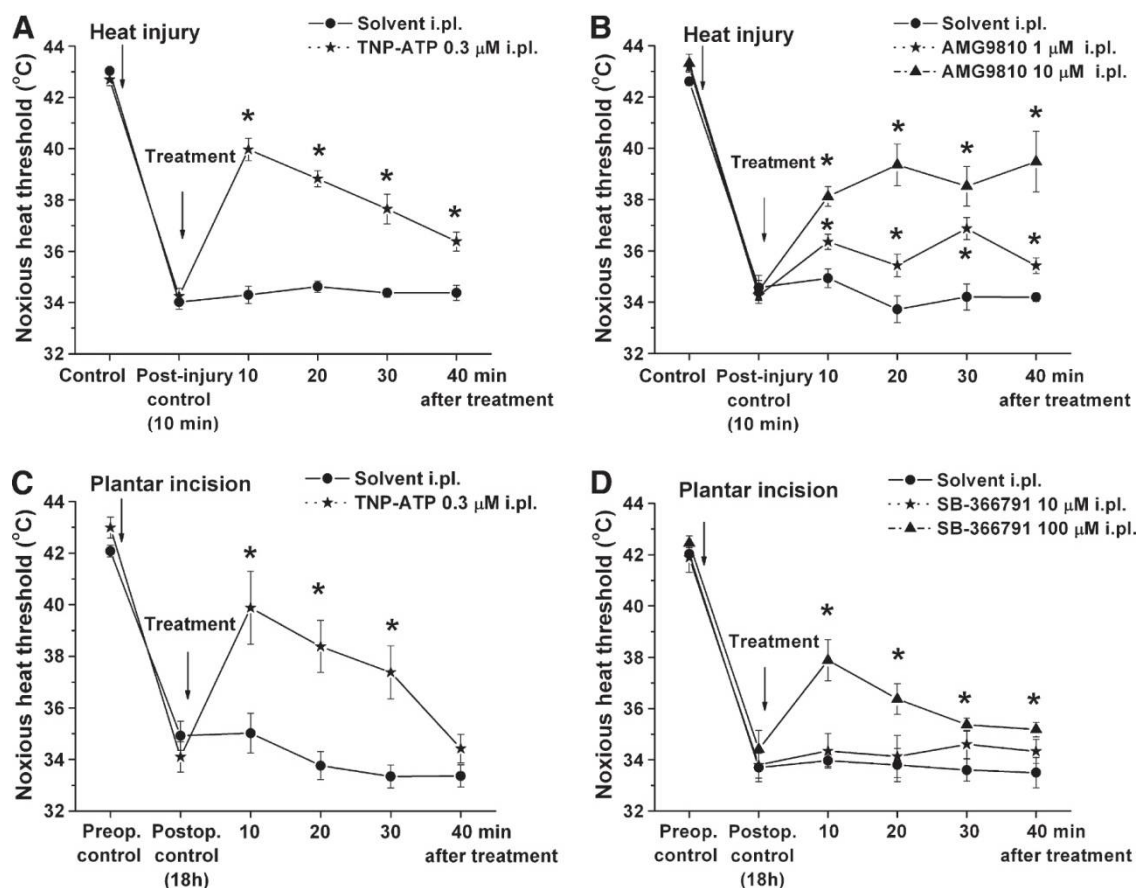 A
Heat injury
Solvent i.pl.
TNP-ATP 0.3 μM i.pl.
Noxious heat threshold (°C)
44
42
40
38
36
34
32
Treatment
*
*
*
*
Control
Post-injury control (10 min)
10
20
30
40 min after treatment
B
Heat injury
Solvent i.pl.
AMG9810 1 μM i.pl.
AMG9810 10 μM i.pl.
Noxious heat threshold (°C)
44
42
40
38
36
34
32
Treatment
*
*
*
*
*
*
*
*
Control
Post-injury control (10 min)
10
20
30
40 min after treatment
C
Plantar incision
Solvent i.pl.
TNP-ATP 0.3 μM i.pl.
Noxious heat threshold (°C)
44
42
40
38
36
34
32
Treatment
*
*
*
Preop. control
Postop. control (18h)
10
20
30
40 min after treatment
D
Plantar incision
Solvent i.pl.
SB-366791 10 μM i.pl.
SB-366791 100 μM i.pl.
Noxious heat threshold (°C)
44
42
40
38
36
34
32
Treatment
*
*
*
*
Preop. control
Postop. control (18h)
10
20
30
40 min after treatment